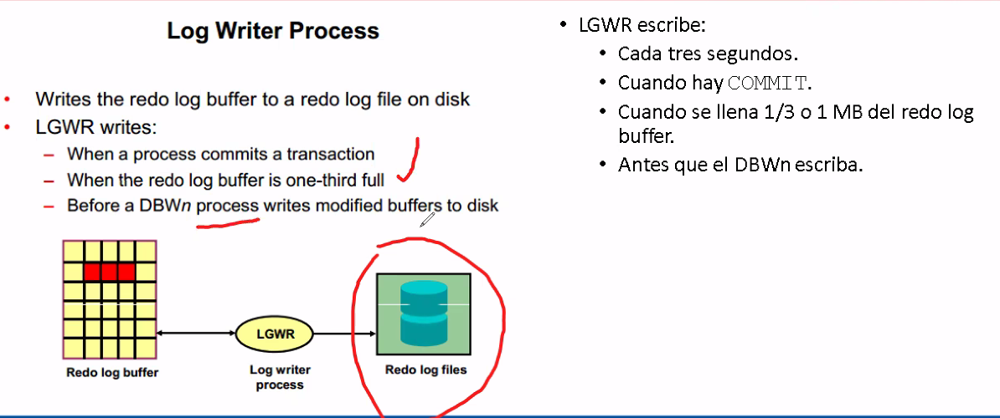 Log Writer Process
• Writes the redo log buffer to a redo log file on disk
• LGWR writes:
– When a process commits a transaction
– When the redo log buffer is one-third full
– Before a DBWn process writes modified buffers to disk
LGWR
Redo log buffer
Log writer
process
Redo log files
• LGWR escribe:
• Cada tres segundos.
• Cuando hay COMMIT.
• Cuando se llena 1/3 o 1 MB del redo log
buffer.
• Antes que el DBWn escriba.